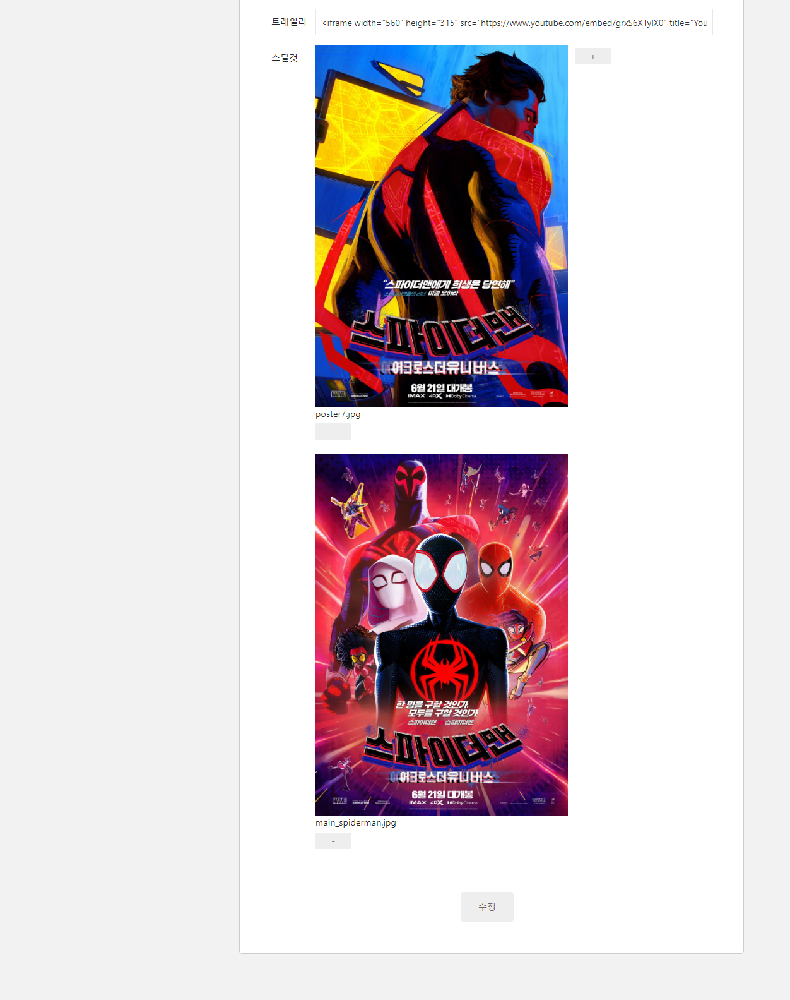 트레일러
<iframe width="560" height="315" src="https://www.youtube.com/embed/grxS6XTylX0" title="You
스틸컷
+
“스파이더맨에게 희생은 당연해”
스파이더맨들의 리더 미겔 오하라
스파이더맨
어크로스 더 유니버스
6월 21일 대개봉
IMAX 4DX Dolby Cinema
MARVEL
poster7.jpg
-
한 명을 구할 것인가,
모두를 구할 것인가
스파이더맨 스파이더맨
스파이더맨
어크로스 더 유니버스
6월 21일 대개봉
MARVEL
IMAX 4DX Dolby Cinema
main_spiderman.jpg
-
수정